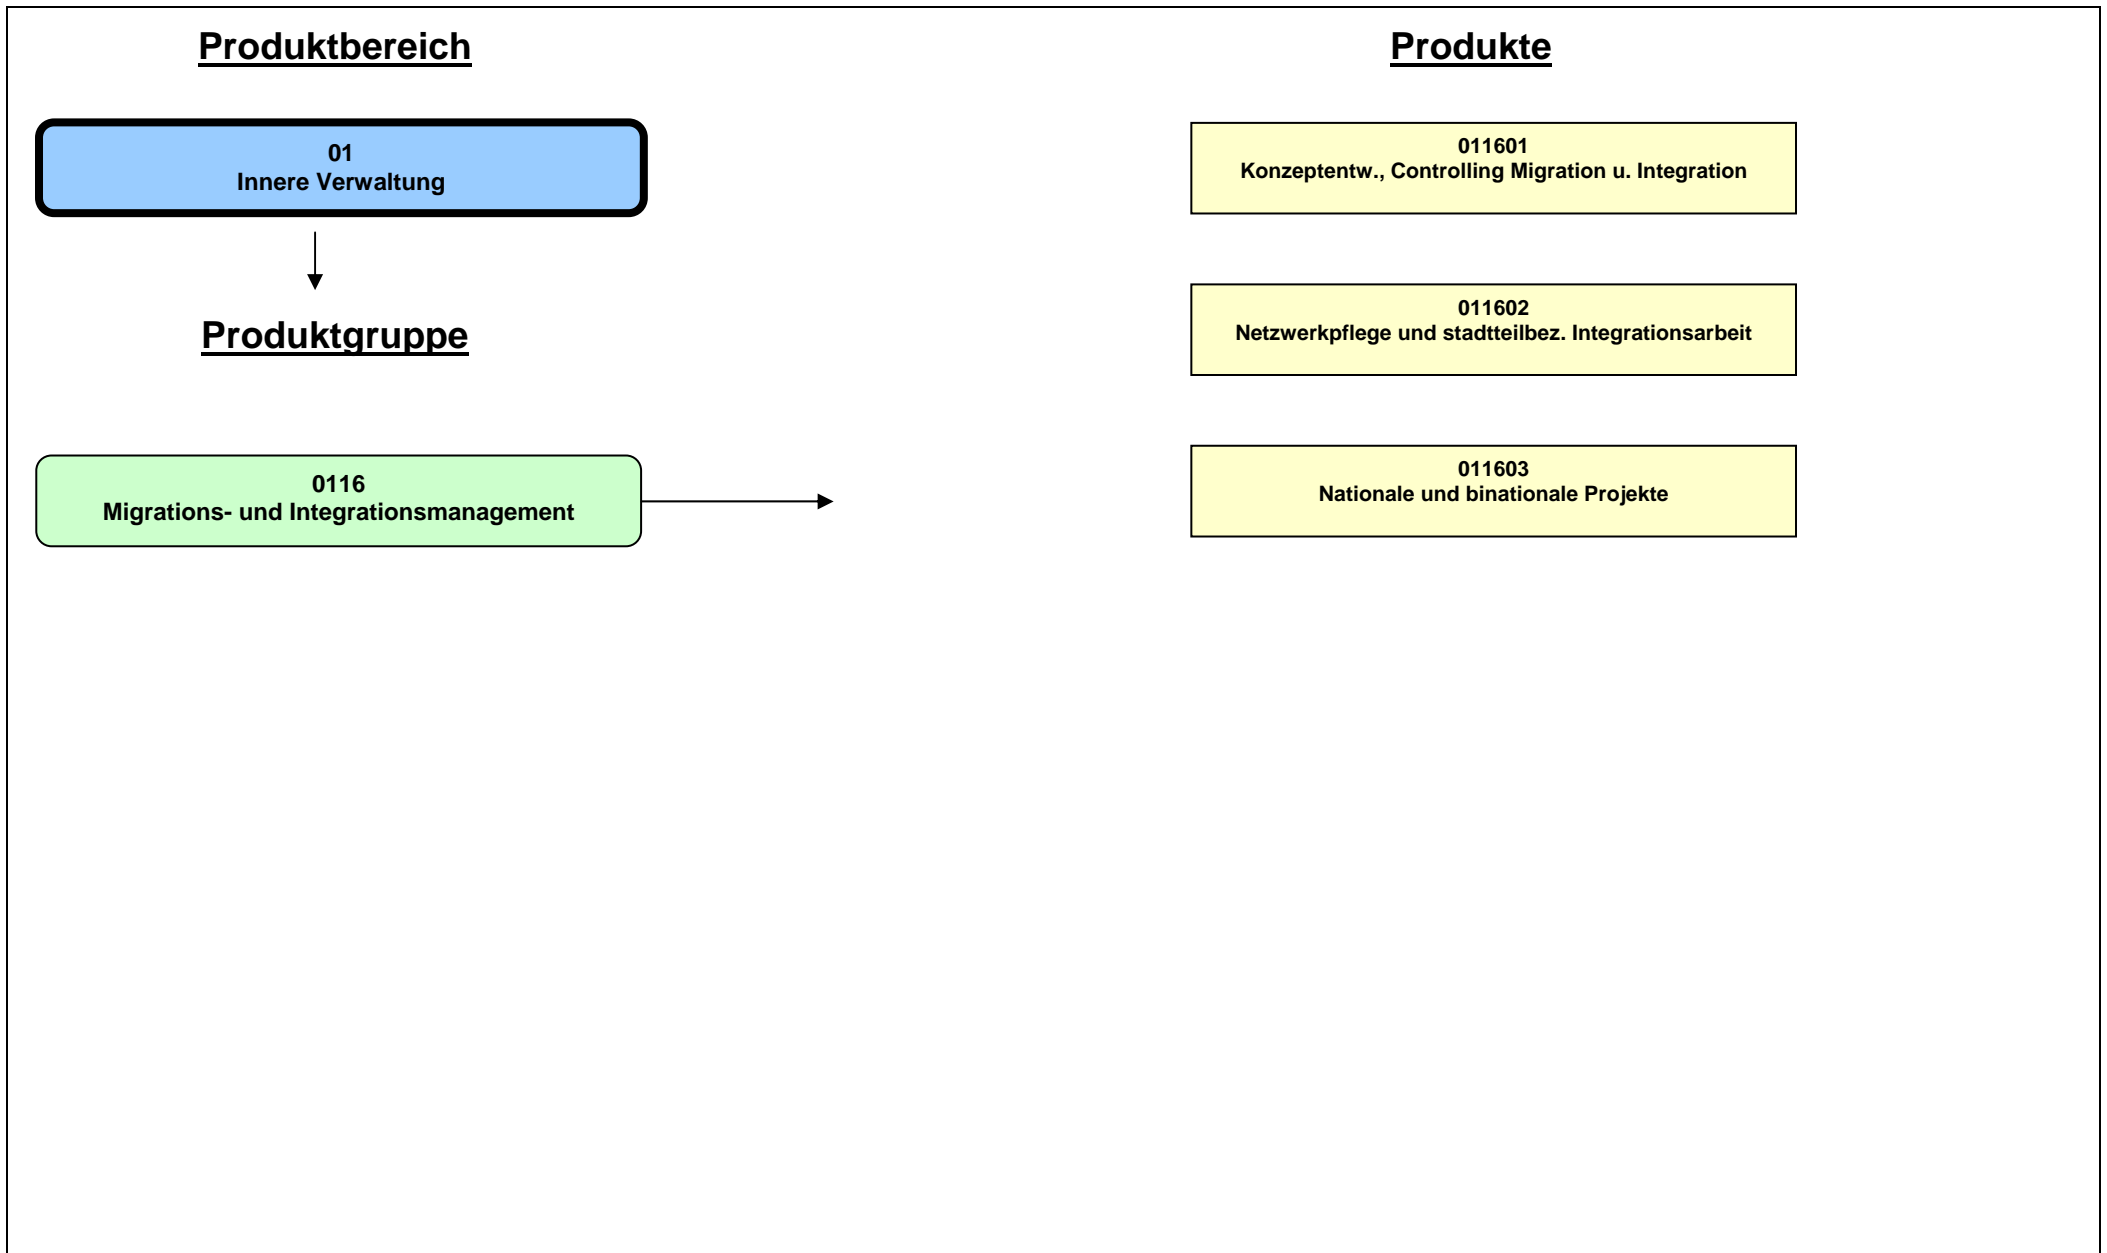 Produktbereich
01
Innere Verwaltung
Produktgruppe
0116
Migrations- und Integrationsmanagement
Produkte
011601
Konzeptentw., Controlling Migration u. Integration
011602
Netzwerkpflege und stadtteilbez. Integrationsarbeit
011603
Nationale und binationale Projekte